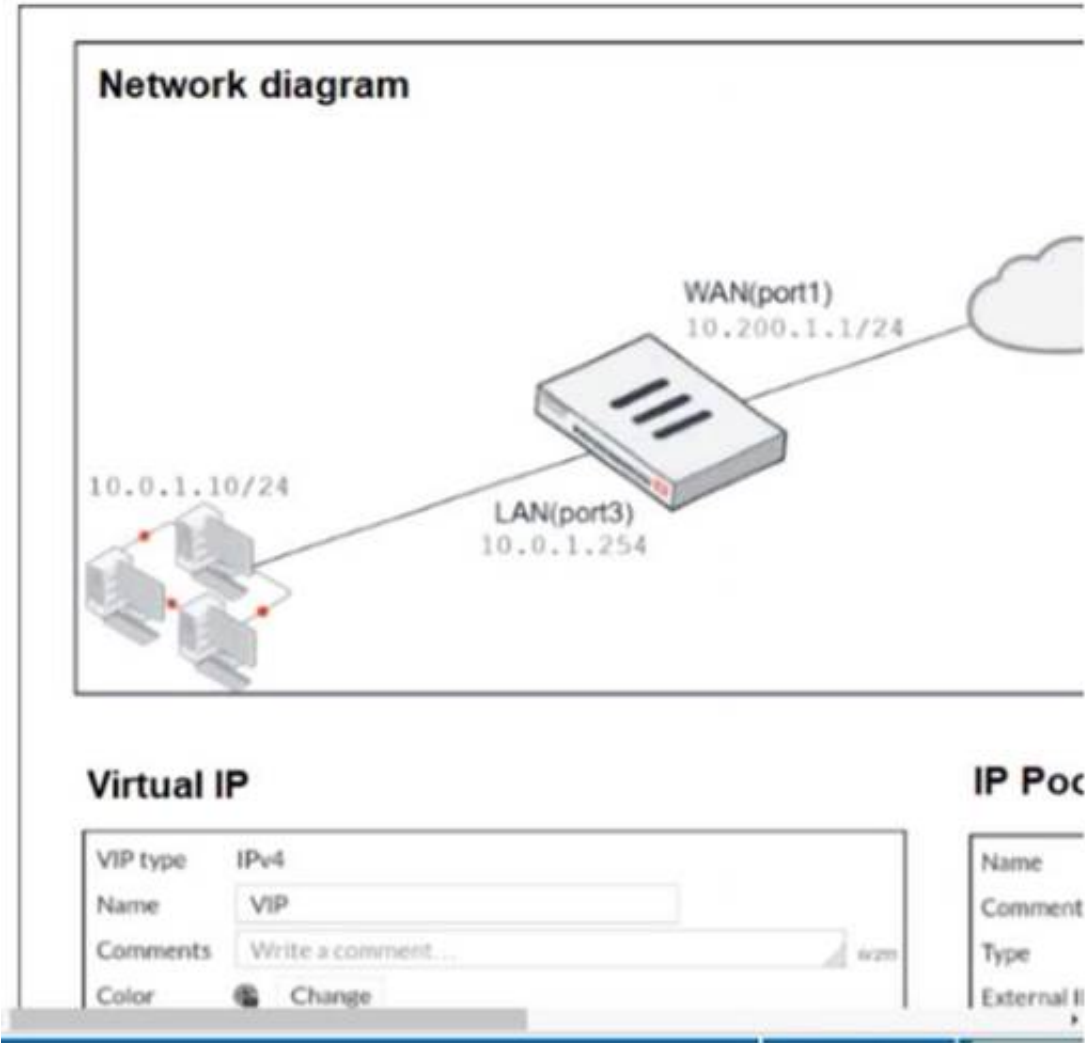 Network diagram
WAN(port1)
10.200.1.1/24
10.0.1.10/24
LAN(port3)
10.0.1.254
Virtual IP
IP Poo
VIP type IPv4
Name VIP
Comments Write a comment...
Color Change
Name
Comment
Type
External I